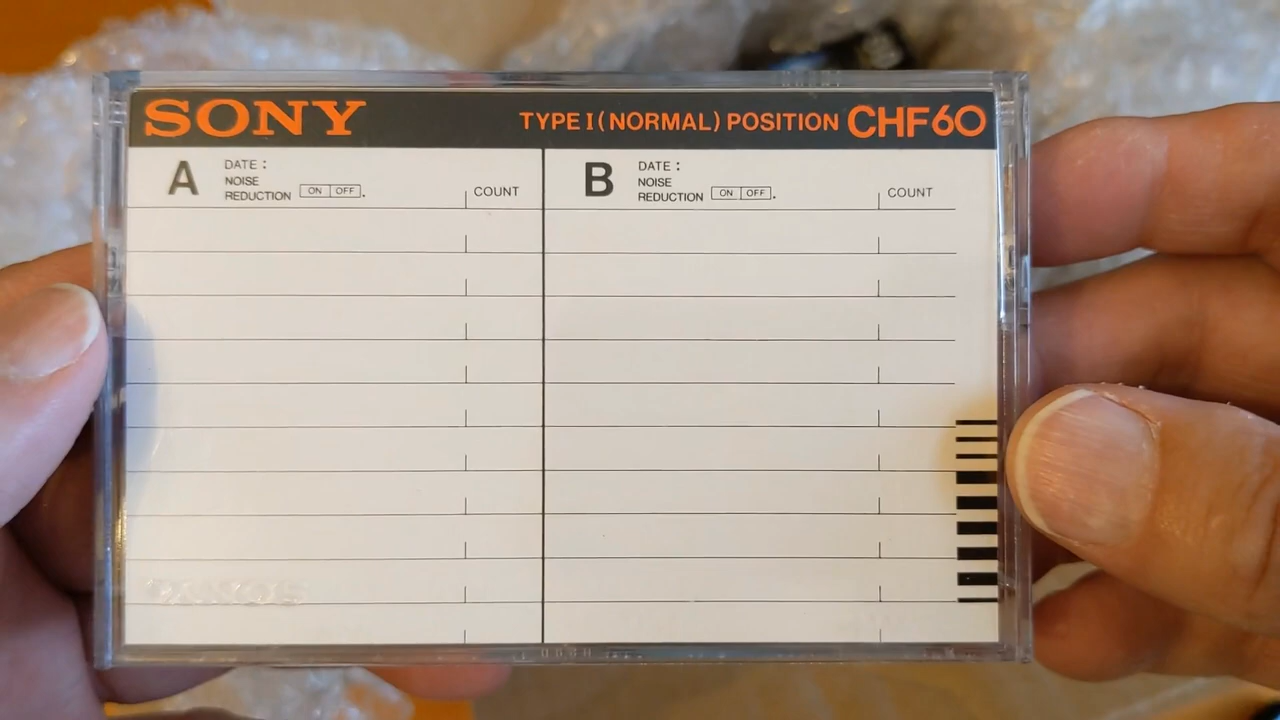 SONY TYPE I (NORMAL) POSITION CHF60
A DATE :
NOISE
REDUCTION ON OFF. COUNT
B DATE :
NOISE
REDUCTION ON OFF. COUNT